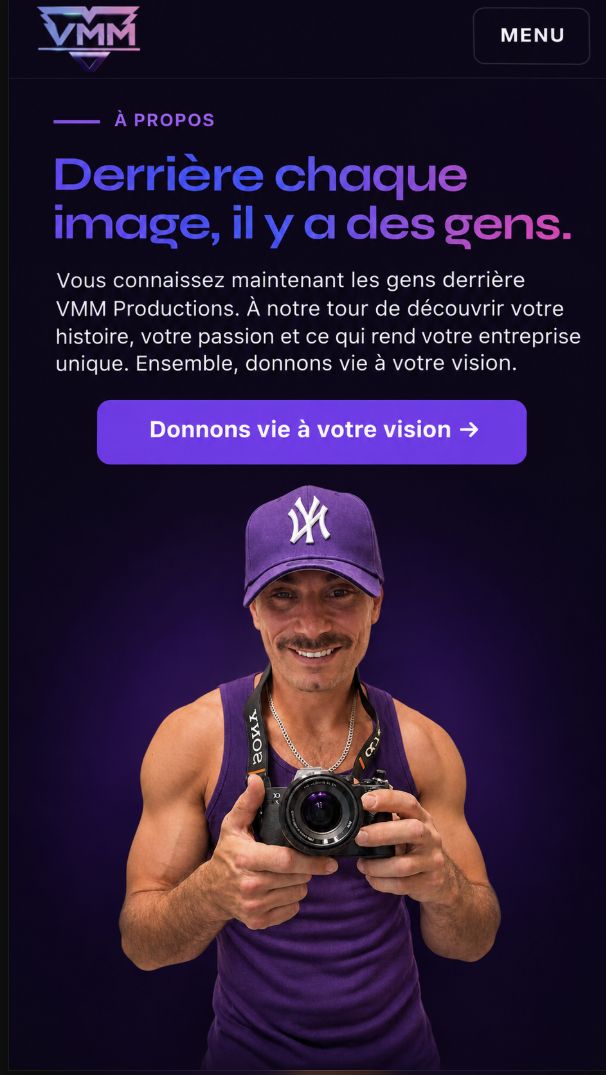 VMM
MENU
À PROPOS
Derrière chaque
image, il y a des gens.
Vous connaissez maintenant les gens derrière
VMM Productions. À notre tour de découvrir votre
histoire, votre passion et ce qui rend votre entreprise
unique. Ensemble, donnons vie à votre vision.
Donnons vie à votre vision →
NY
SONY